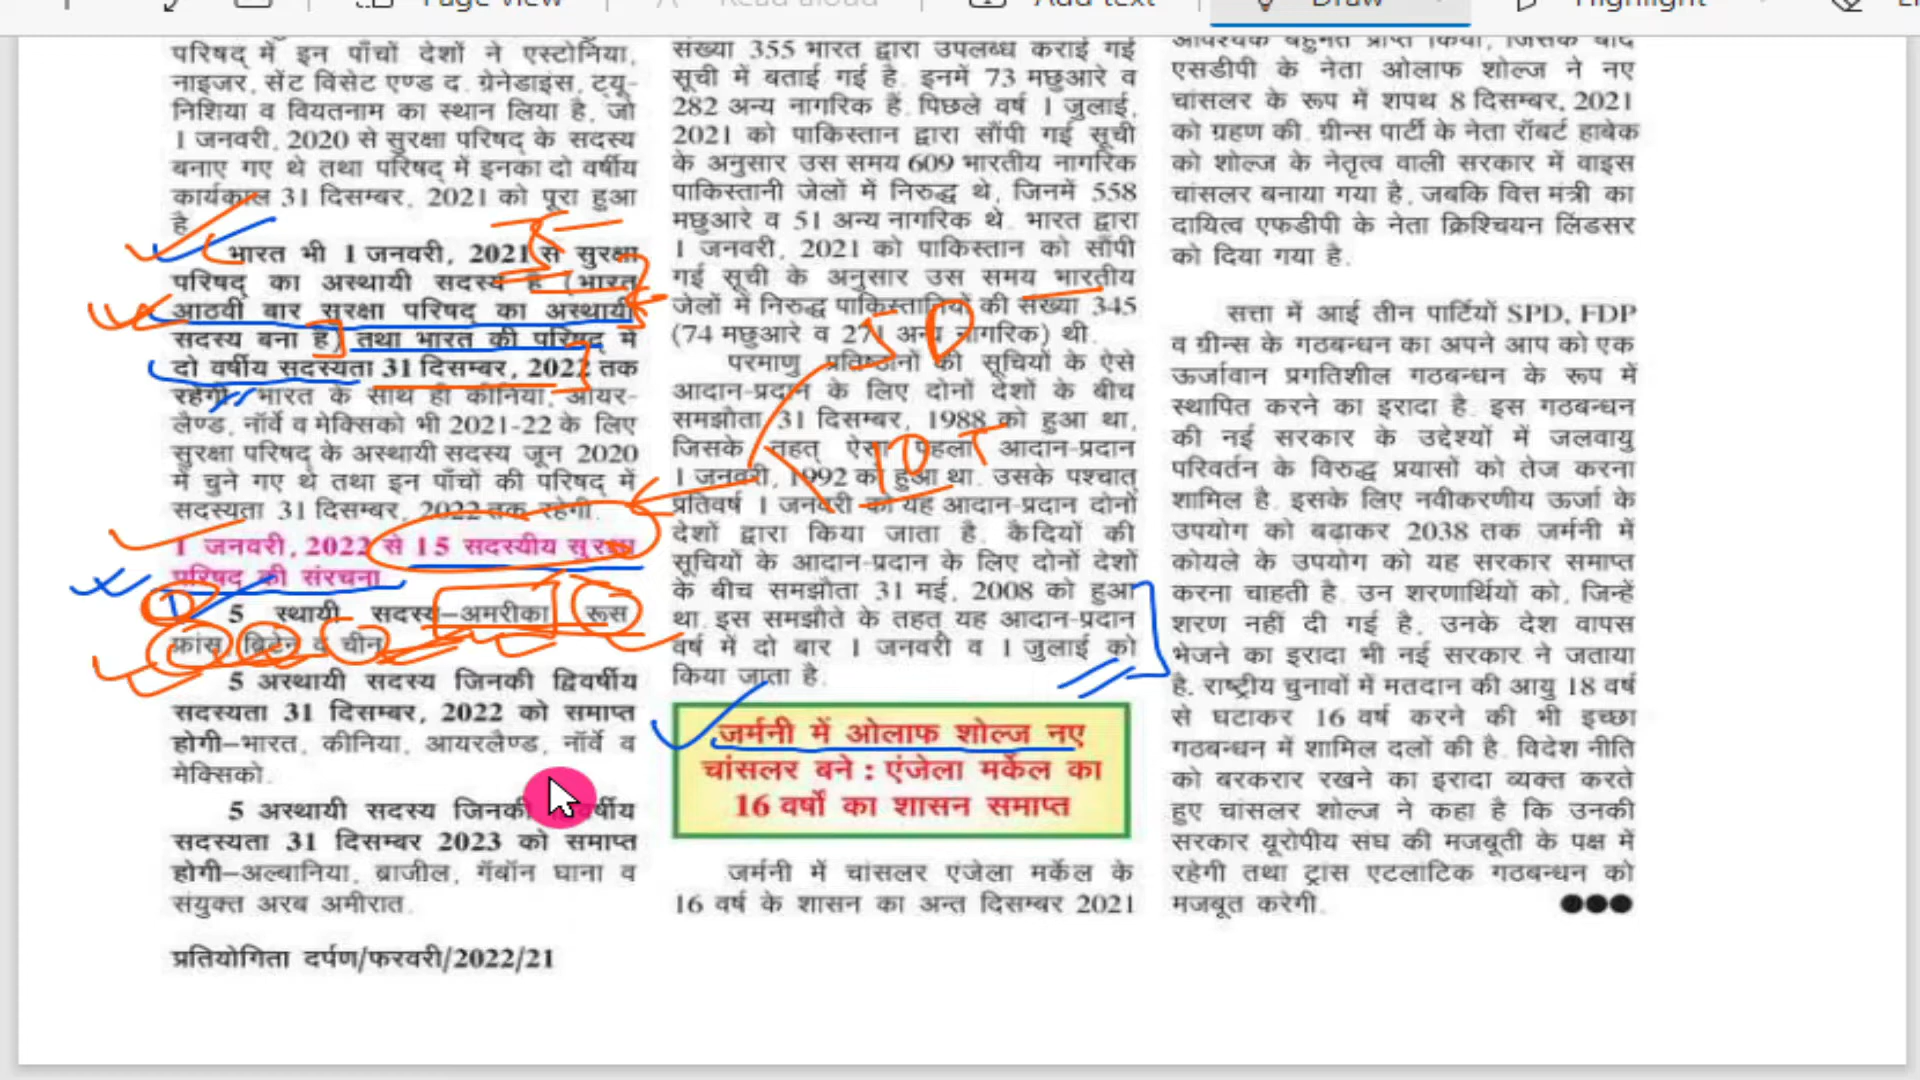 Page view
Read aloud
Add text
Draw
Highlight
परिषद् में इन पाँचों देशों ने एस्टोनिया,
नाइजर, सेंट विंसेट एण्ड द ग्रेनेडाइंस, ट्यू-
निशिया व वियतनाम का स्थान लिया है, जो
1 जनवरी, 2020 से सुरक्षा परिषद् के सदस्य
बनाए गए थे तथा परिषद् में इनका दो वर्षीय
कार्यकाल 31 दिसम्बर, 2021 को पूरा हुआ
है.
भारत भी 1 जनवरी, 2021 से सुरक्षा
परिषद् का अस्थायी सदस्य है (भारत
आठवीं बार सुरक्षा परिषद् का अस्थायी
सदस्य बना है) तथा भारत की परिषद् में
दो वर्षीय सदस्यता 31 दिसम्बर, 2022 तक
रहेगी. भारत के साथ ही कीनिया, आयर-
लैण्ड, नॉर्वे व मेक्सिको भी 2021-22 के लिए
सुरक्षा परिषद् के अस्थायी सदस्य जून 2020
में चुने गए थे तथा इन पाँचों की परिषद् में
सदस्यता 31 दिसम्बर, 2022 तक रहेगी.
1 जनवरी, 2022 से 15 सदस्यीय सुरक्षा
परिषद् की संरचना
5 स्थायी सदस्य–अमरीका रूस
फ्रांस ब्रिटेन व चीन
5 अस्थायी सदस्य जिनकी द्विवर्षीय
सदस्यता 31 दिसम्बर, 2022 को समाप्त
होगी–भारत, कीनिया, आयरलैण्ड, नॉर्वे व
मेक्सिको.
5 अस्थायी सदस्य जिनकी
सदस्यता 31 दिसम्बर 2023 को समाप्त
होगी–अल्बानिया, ब्राजील, गॅबॉन घाना व
संयुक्त अरब अमीरात.
प्रतियोगिता दर्पण/फरवरी/2022/21
संख्या 355 भारत द्वारा उपलब्ध कराई गई
सूची में बताई गई है. इनमें 73 मछुआरे व
282 अन्य नागरिक हैं. पिछले वर्ष 1 जुलाई,
2021 को पाकिस्तान द्वारा सौंपी गई सूची
के अनुसार उस समय 609 भारतीय नागरिक
पाकिस्तानी जेलों में निरुद्ध थे, जिनमें 558
मछुआरे व 51 अन्य नागरिक थे. भारत द्वारा
1 जनवरी, 2021 को पाकिस्तान को सौंपी
गई सूची के अनुसार उस समय भारतीय
जेलों में निरुद्ध पाकिस्तानियों की संख्या 345
(74 मछुआरे व 271 अन्य नागरिक) थी.
परमाणु प्रतिष्ठानों की सूचियों के ऐसे
आदान-प्रदान के लिए दोनों देशों के बीच
समझौता 31 दिसम्बर, 1988 को हुआ था,
जिसके तहत् ऐसा पहला आदान-प्रदान
1 जनवरी, 1992 को हुआ था. उसके पश्चात्
प्रतिवर्ष 1 जनवरी को यह आदान-प्रदान दोनों
देशों द्वारा किया जाता है. कैदियों की
सूचियों के आदान-प्रदान के लिए दोनों देशों
के बीच समझौता 31 मई, 2008 को हुआ
था. इस समझौते के तहत् यह आदान-प्रदान
वर्ष में दो बार 1 जनवरी व 1 जुलाई को
किया जाता है.
जर्मनी में ओलाफ शोल्ज नए
चांसलर बने : एंजेला मर्केल का
16 वर्षों का शासन समाप्त
जर्मनी में चांसलर एंजेला मर्केल के
16 वर्ष के शासन का अन्त दिसम्बर 2021
आवश्यक बहुमत प्राप्त किया, जिसके बाद
एसडीपी के नेता ओलाफ शोल्ज ने नए
चांसलर के रूप में शपथ 8 दिसम्बर, 2021
को ग्रहण की. ग्रीन्स पार्टी के नेता रॉबर्ट हाबेक
को शोल्ज के नेतृत्व वाली सरकार में वाइस
चांसलर बनाया गया है, जबकि वित्त मंत्री का
दायित्व एफडीपी के नेता क्रिश्चियन लिंडसर
को दिया गया है.
सत्ता में आई तीन पार्टियों SPD, FDP
व ग्रीन्स के गठबन्धन का अपने आप को एक
ऊर्जावान प्रगतिशील गठबन्धन के रूप में
स्थापित करने का इरादा है. इस गठबन्धन
की नई सरकार के उद्देश्यों में जलवायु
परिवर्तन के विरुद्ध प्रयासों को तेज करना
शामिल है. इसके लिए नवीकरणीय ऊर्जा के
उपयोग को बढ़ाकर 2038 तक जर्मनी में
कोयले के उपयोग को यह सरकार समाप्त
करना चाहती है. उन शरणार्थियों को, जिन्हें
शरण नहीं दी गई है, उनके देश वापस
भेजने का इरादा भी नई सरकार ने जताया
है. राष्ट्रीय चुनावों में मतदान की आयु 18 वर्ष
से घटाकर 16 वर्ष करने की भी इच्छा
गठबन्धन में शामिल दलों की है. विदेश नीति
को बरकरार रखने का इरादा व्यक्त करते
हुए चांसलर शोल्ज ने कहा है कि उनकी
सरकार यूरोपीय संघ की मजबूती के पक्ष में
रहेगी तथा ट्रांस एटलांटिक गठबन्धन को
मजबूत करेगी.